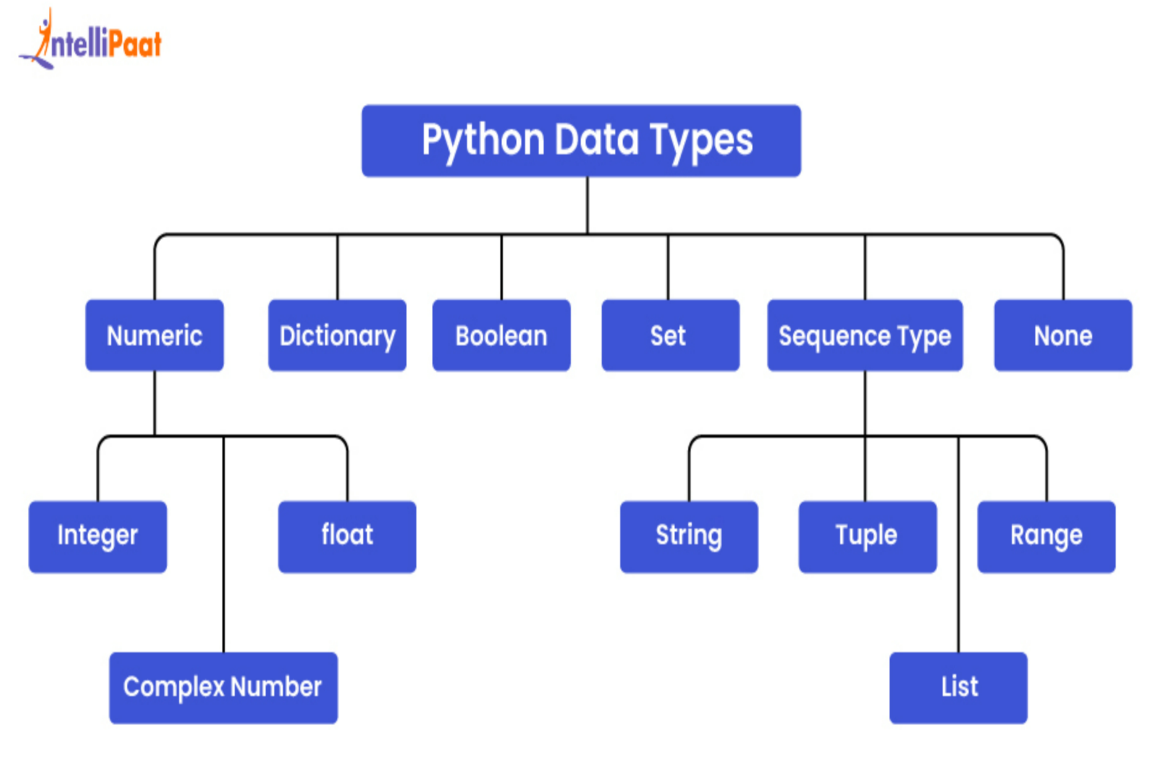 IntelliPaat
Python Data Types
Numeric
Dictionary
Boolean
Set
Sequence Type
None
Integer
float
String
Tuple
Range
Complex Number
List